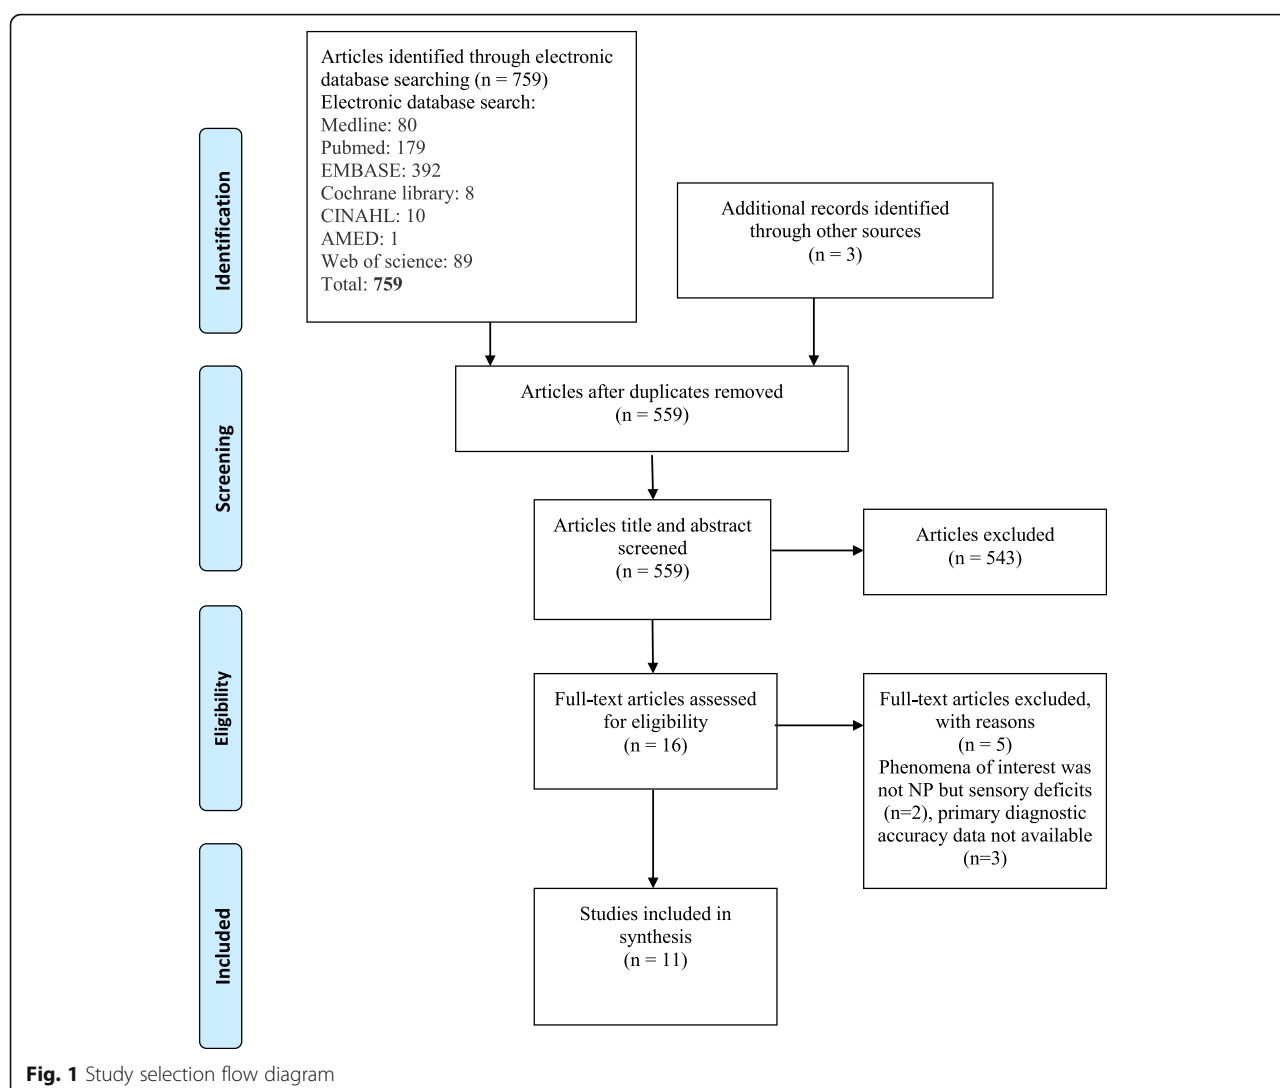 Articles identified through electronic
database searching (n = 759)
Electronic database search:
Medline: 80
Pubmed: 179
EMBASE: 392
Cochrane library: 8
CINAHL: 10
AMED: 1
Web of science: 89
Total: 759
Identification
Additional records identified
through other sources
(n = 3)
Articles after duplicates removed
(n = 559)
Screening
Articles title and abstract
screened
(n = 559)
Articles excluded
(n = 543)
Eligibility
Full-text articles assessed
for eligibility
(n = 16)
Full-text articles excluded,
with reasons
(n = 5)
Phenomena of interest was
not NP but sensory deficits
(n=2), primary diagnostic
accuracy data not available
(n=3)
Included
Studies included in
synthesis
(n = 11)
Fig. 1 Study selection flow diagram